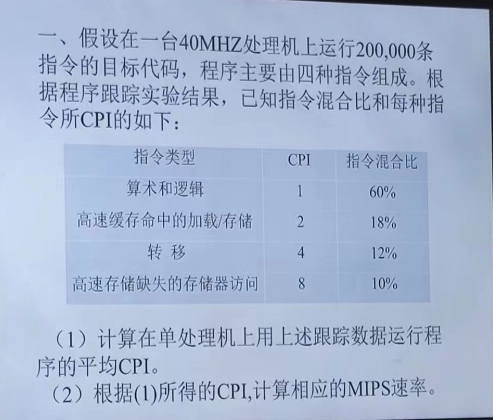 一、假设在一台40MHZ处理机上运行200,000条
指令的目标代码，程序主要由四种指令组成。根
据程序跟踪实验结果，已知指令混合比和每种指
令所CPI的如下：
指令类型 CPI 指令混合比
算术和逻辑 1 60%
高速缓存命中的加载/存储 2 18%
转 移 4 12%
高速存储缺失的存储器访问 8 10%
（1）计算在单处理机上用上述跟踪数据运行程
序的平均CPI。
（2）根据(1)所得的CPI,计算相应的MIPS速率。